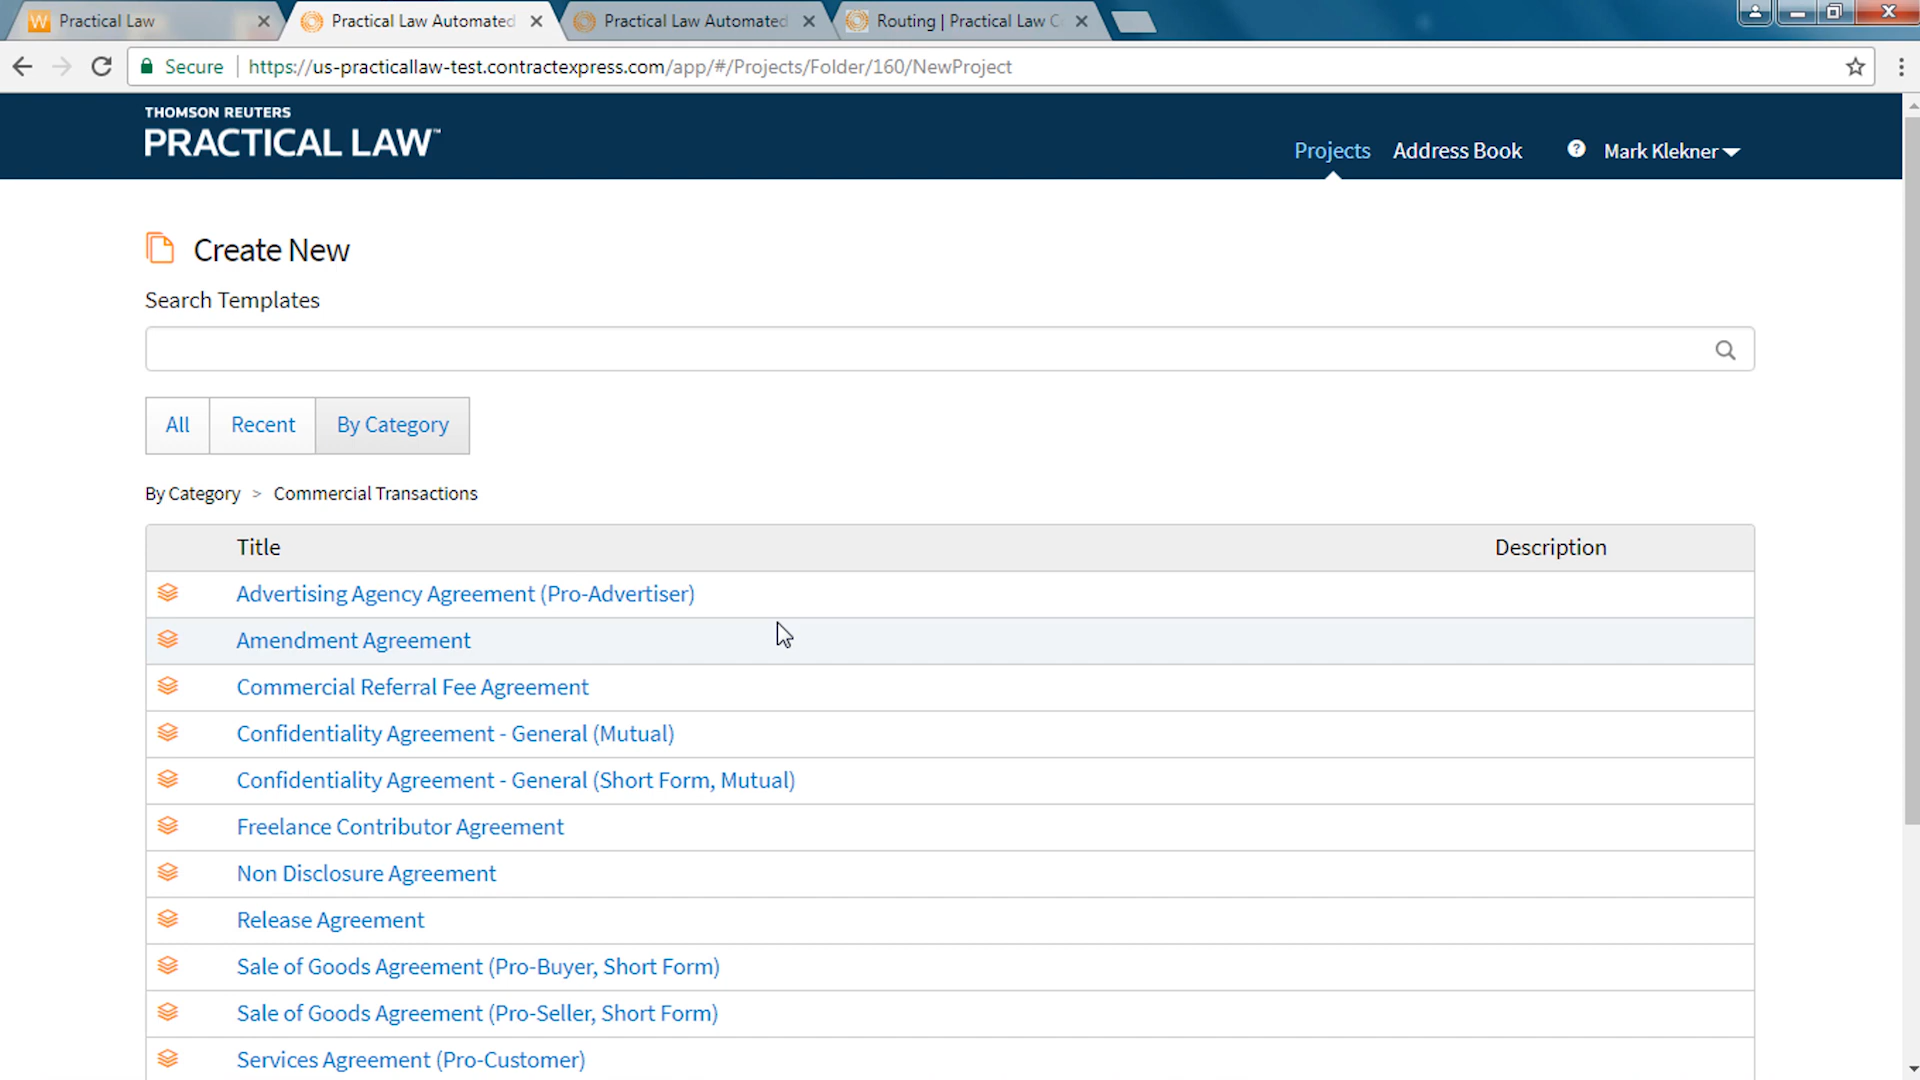 Practical Law
Practical Law Automated
Practical Law Automated
Routing | Practical Law C
Secure
https://us-practicallaw-test.contractexpress.com/app/#/Projects/Folder/160/NewProject
THOMSON REUTERS
PRACTICAL LAW™
Projects
Address Book
Mark Klekner
Create New
Search Templates
All
Recent
By Category
By Category > Commercial Transactions
Title
Description
Advertising Agency Agreement (Pro-Advertiser)
Amendment Agreement
Commercial Referral Fee Agreement
Confidentiality Agreement - General (Mutual)
Confidentiality Agreement - General (Short Form, Mutual)
Freelance Contributor Agreement
Non Disclosure Agreement
Release Agreement
Sale of Goods Agreement (Pro-Buyer, Short Form)
Sale of Goods Agreement (Pro-Seller, Short Form)
Services Agreement (Pro-Customer)